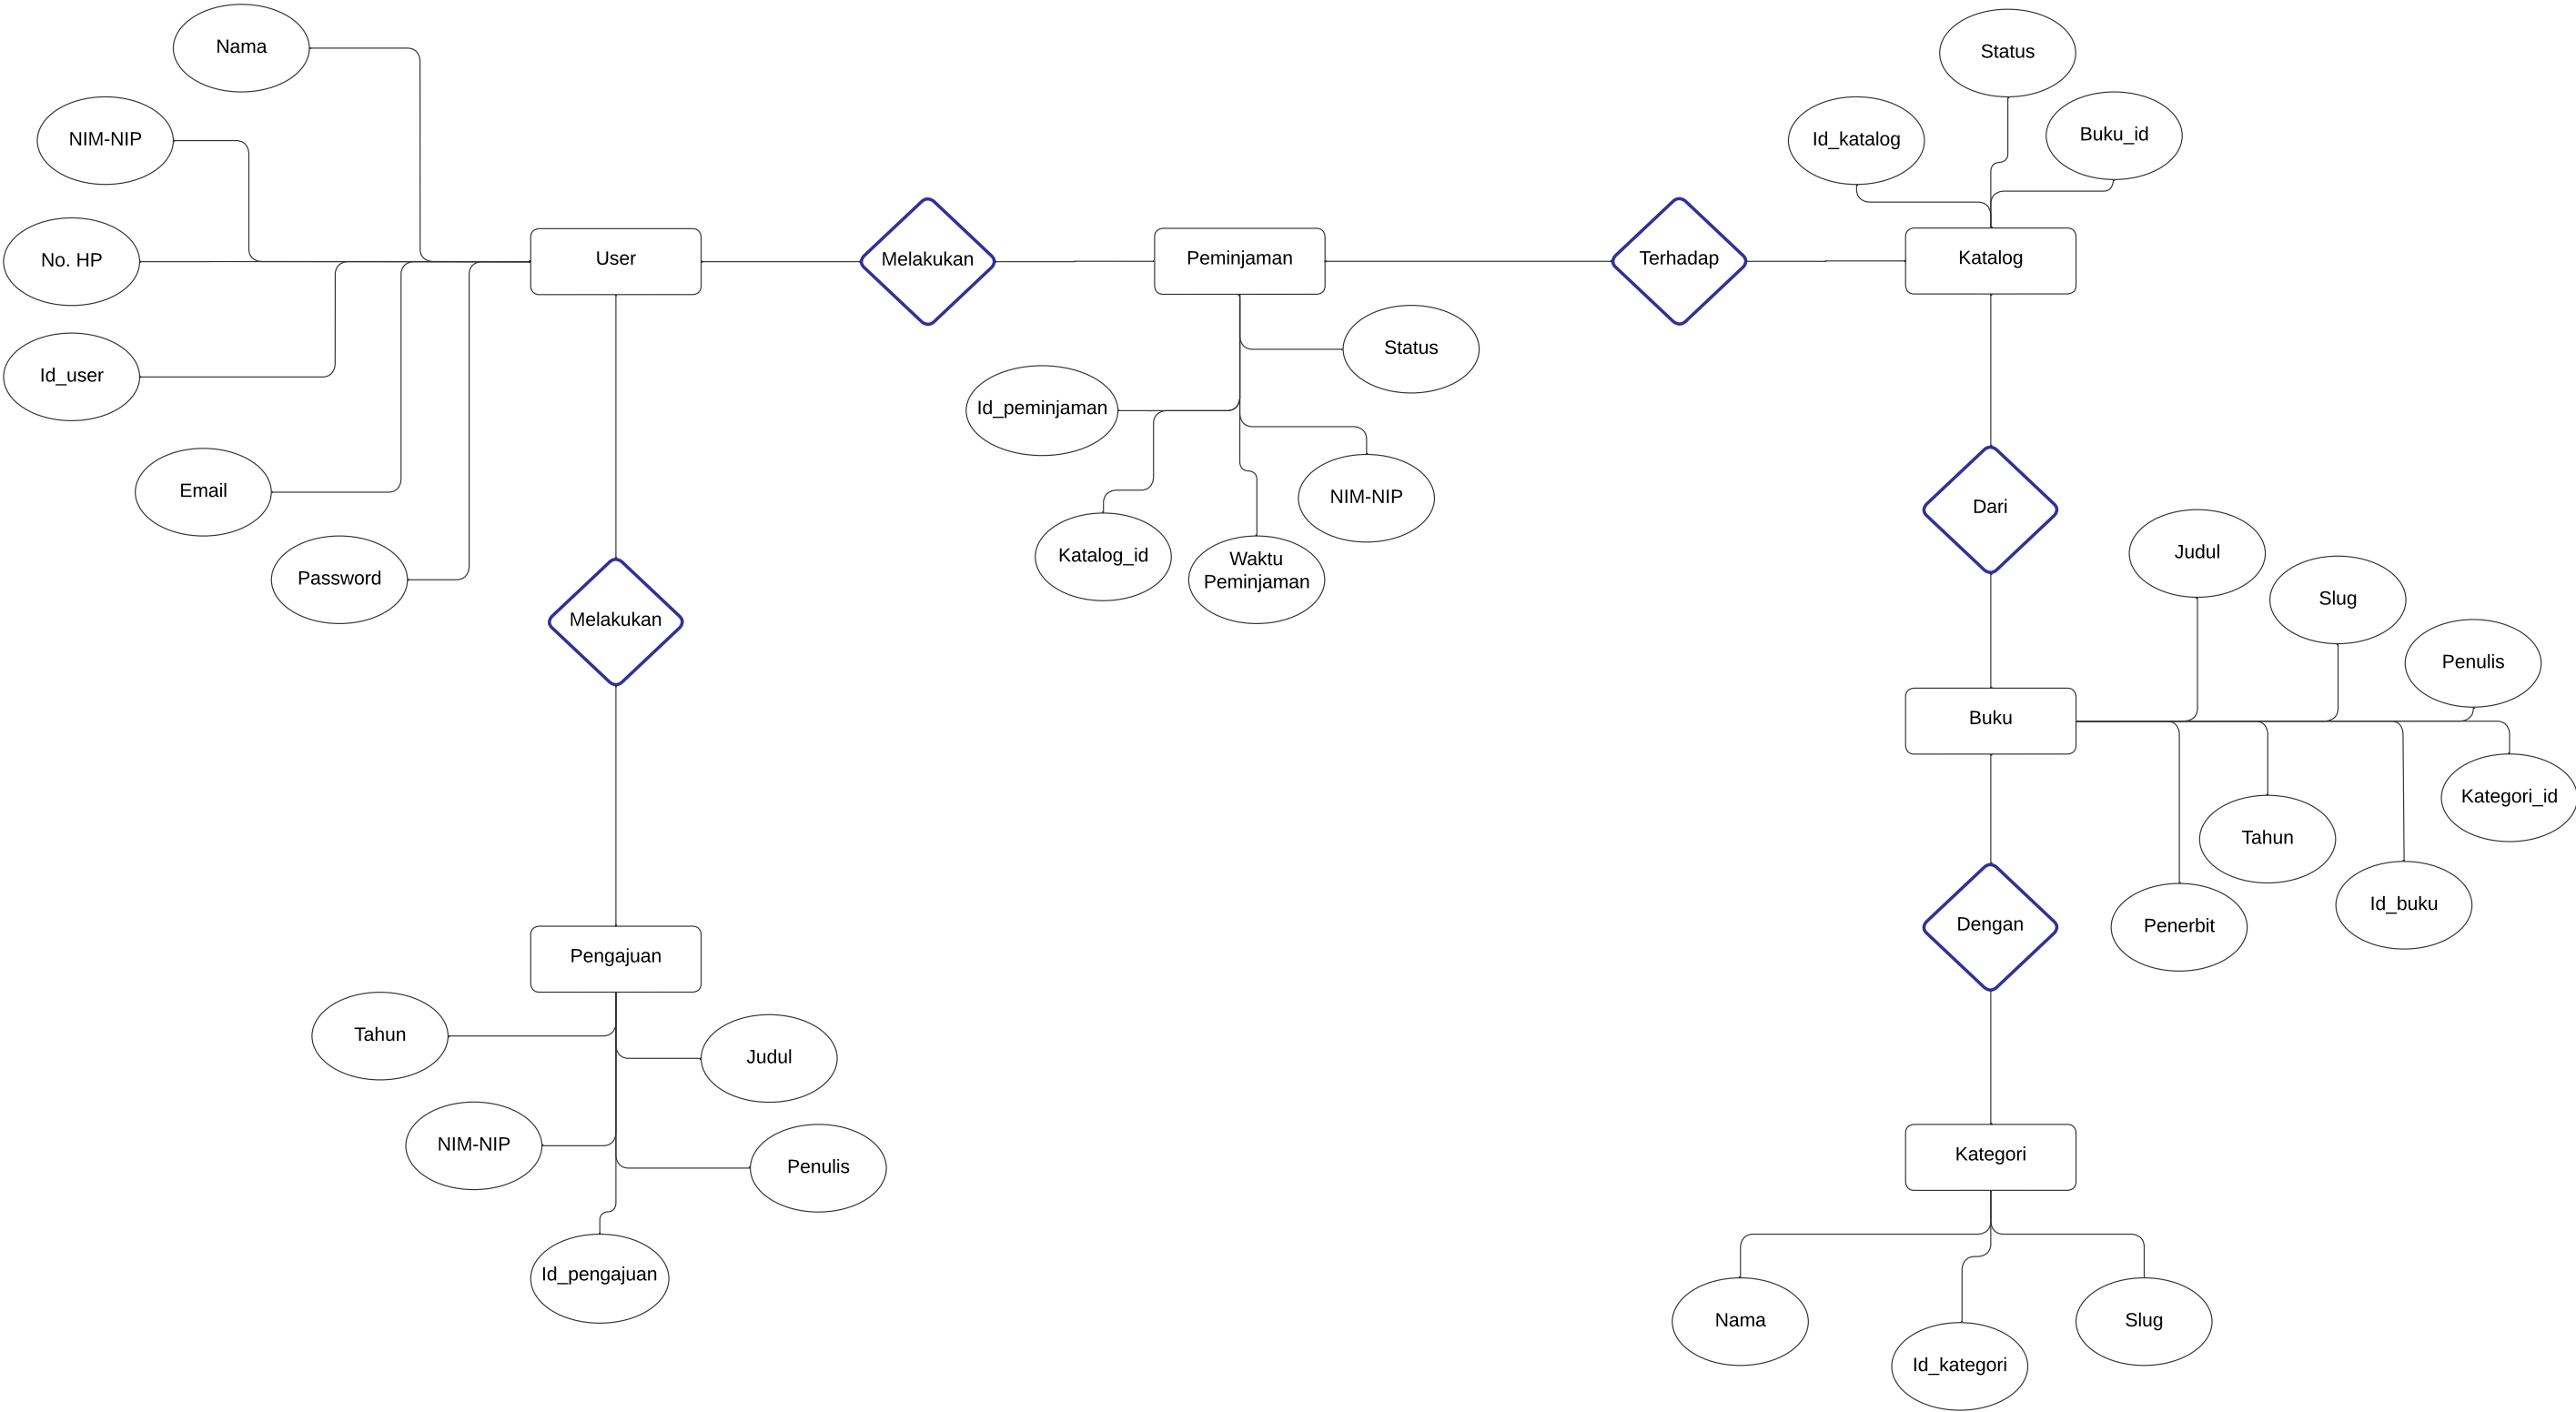 Nama
Status
NIM-NIP
Id_katalog
Buku_id
No. HP
User
Melakukan
Peminjaman
Terhadap
Katalog
Id_user
Status
Id_peminjaman
Email
NIM-NIP
Dari
Password
Katalog_id
Waktu
Peminjaman
Judul
Slug
Melakukan
Penulis
Buku
Kategori_id
Tahun
Id_buku
Dengan
Penerbit
Pengajuan
Tahun
Judul
NIM-NIP
Penulis
Kategori
Id_pengajuan
Nama
Slug
Id_kategori